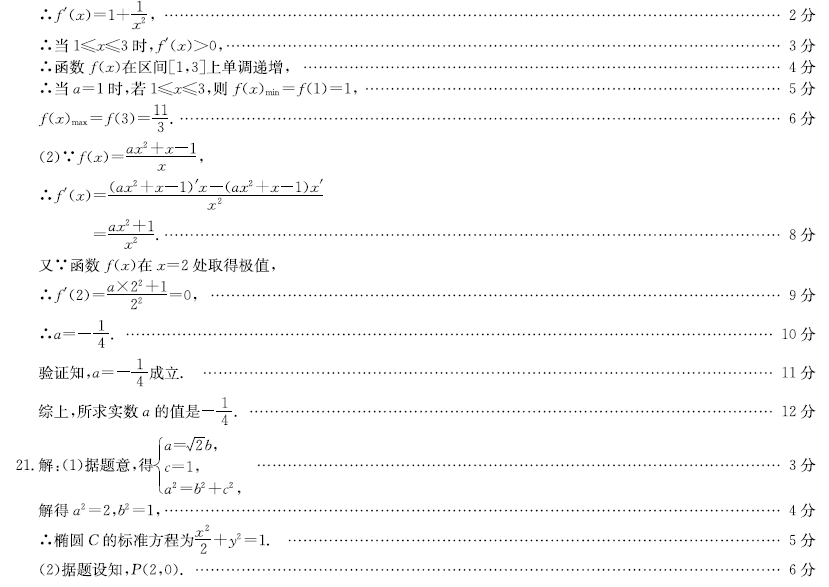 ∴f′(x)=1+1/x², …… 2分
∴当1≤x≤3时,f′(x)>0, …… 3分
∴函数f(x)在区间[1,3]上单调递增, …… 4分
∴当a=1时,若1≤x≤3,则f(x)min=f(1)=1, …… 5分
f(x)max=f(3)=11/3. …… 6分
(2)∵f(x)=(ax²+x−1)/x,
∴f′(x)=((ax²+x−1)′x−(ax²+x−1)x′)/x²
=(ax²+1)/x². …… 8分
又∵函数f(x)在x=2处取得极值,
∴f′(2)=(a×2²+1)/2²=0, …… 9分
∴a=−1/4. …… 10分
验证知,a=−1/4成立. …… 11分
综上,所求实数a的值是−1/4. …… 12分
21.解:(1)据题意,得{a=√2b, c=1, a²=b²+c², …… 3分
解得a²=2,b²=1, …… 4分
∴椭圆C的标准方程为x²/2+y²=1. …… 5分
(2)据题设知,P(2,0). …… 6分